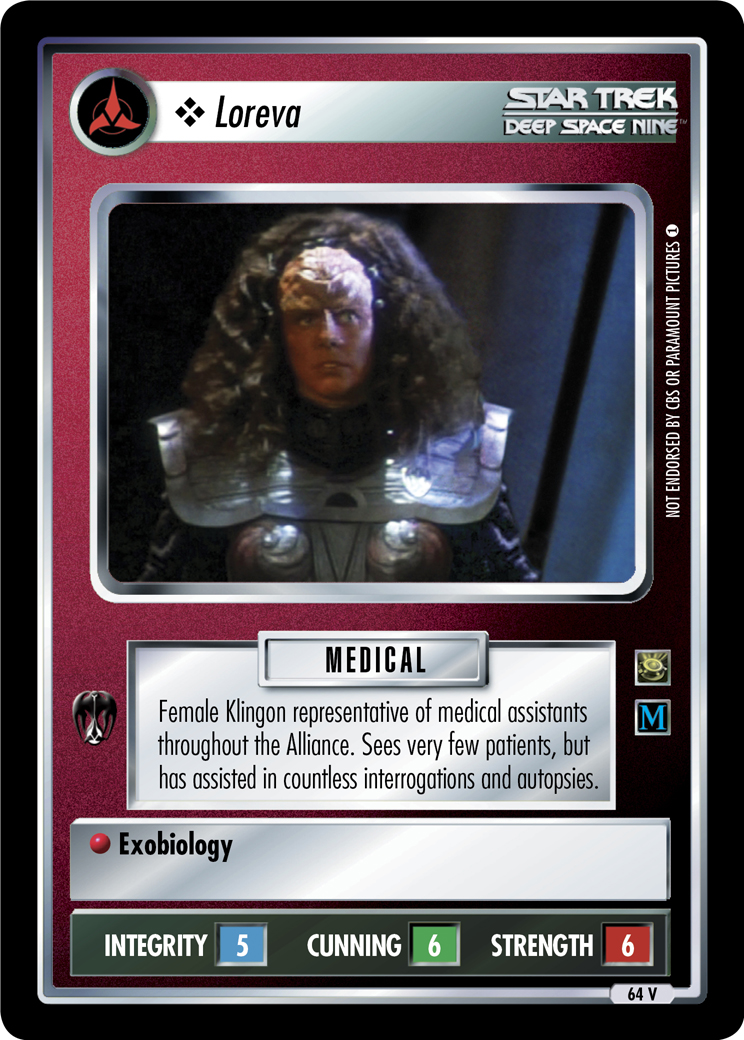 ❖ Loreva
STAR TREK
DEEP SPACE NINE™
NOT ENDORSED BY CBS OR PARAMOUNT PICTURES 1
MEDICAL
Female Klingon representative of medical assistants
throughout the Alliance. Sees very few patients, but
has assisted in countless interrogations and autopsies.
M
Exobiology
INTEGRITY 5 CUNNING 6 STRENGTH 6
64 V